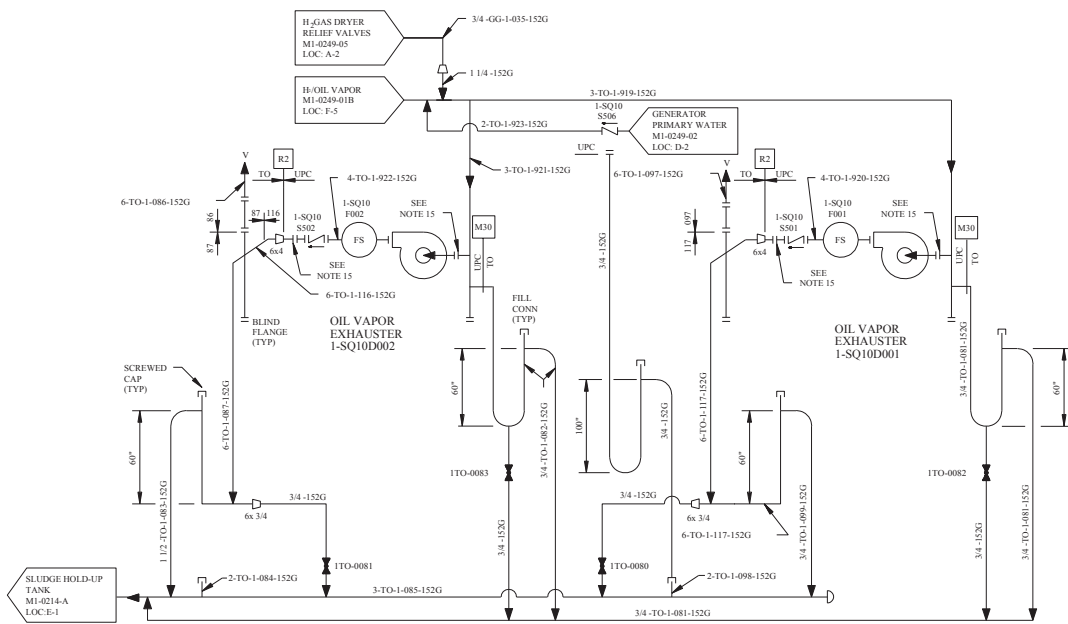 H2GAS DRYER
RELIEF VALVES
M1-0249-05
LOC: A-2
3/4 -GG-1-035-152G
1 1/4 -152G
H2/OIL VAPOR
M1-0249-01B
LOC: F-5
3-TO-1-919-152G
1-SQ10
S506
2-TO-1-923-152G
GENERATOR
PRIMARY WATER
M1-0249-02
LOC: D-2
UPC
3-TO-1-921-152G
6-TO-1-097-152G
V
R2
TO
UPC
4-TO-1-922-152G
6-TO-1-086-152G
87
116
86
87
1-SQ10
S502
1-SQ10
F002
FS
6x4
SEE
NOTE 15
SEE
NOTE 15
M30
UPC
TO
6-TO-1-116-152G
V
R2
TO
UPC
4-TO-1-920-152G
097
117
1-SQ10
S501
1-SQ10
F001
FS
6x4
SEE
NOTE 15
SEE
NOTE 15
M30
UPC
TO
3/4 -152G
BLIND
FLANGE
(TYP)
OIL VAPOR
EXHAUSTER
1-SQ10D002
FILL
CONN
(TYP)
OIL VAPOR
EXHAUSTER
1-SQ10D001
SCREWED
CAP
(TYP)
60"
6-TO-1-087-152G
60"
3/4 -TO-1-082-152G
100"
3/4 -152G
6-TO-1-117-152G
60"
3/4 -TO-1-081-152G
60"
1TO-0083
1TO-0082
1 1/2 -TO-1-083-152G
3/4 -152G
6x 3/4
3/4 -152G
3/4 -152G
6x 3/4
6-TO-1-117-152G
3/4 -TO-1-099-152G
3/4 -152G
3/4 -TO-1-081-152G
1TO-0081
1TO-0080
SLUDGE HOLD-UP
TANK
M1-0214-A
LOC:E-1
2-TO-1-084-152G
3-TO-1-085-152G
2-TO-1-098-152G
3/4 -TO-1-081-152G